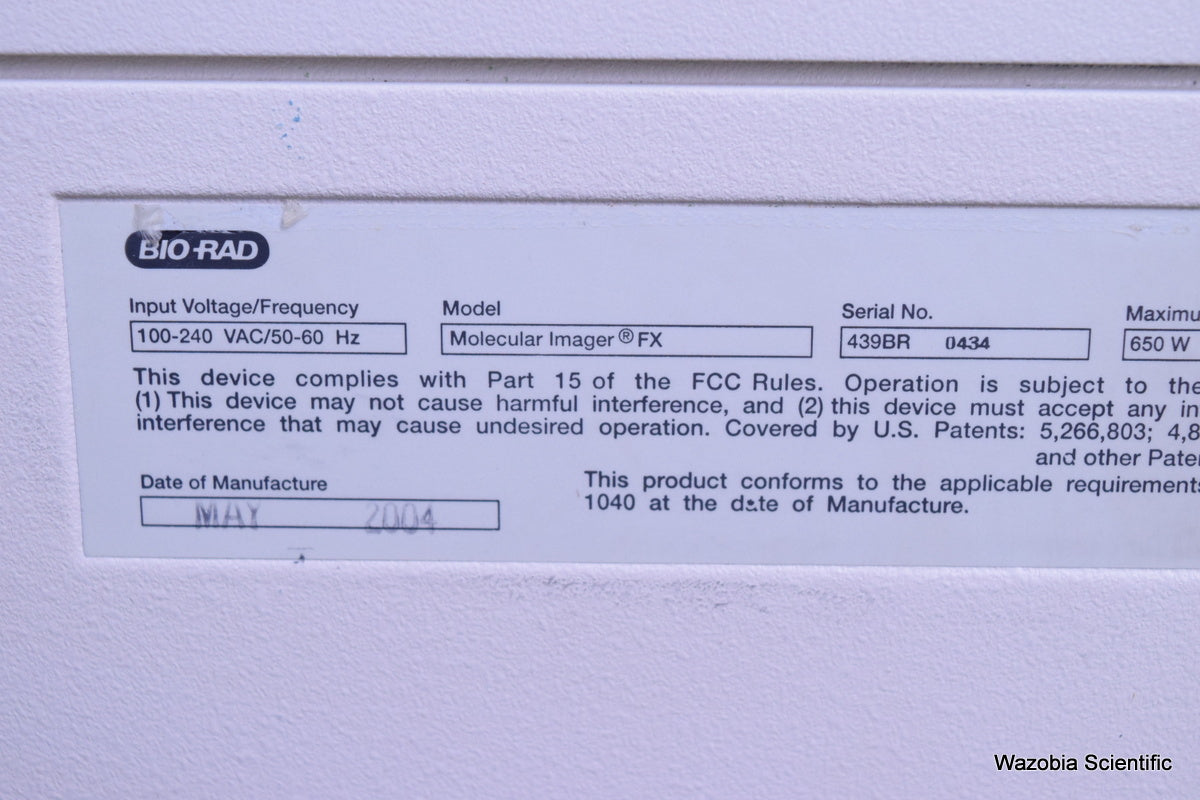 BIO-RAD
Input Voltage/Frequency Model Serial No. Maximu
100-240 VAC/50-60 Hz Molecular Imager® FX 439BR 0434 650 W
This device complies with Part 15 of the FCC Rules. Operation is subject to the
(1) This device may not cause harmful interference, and (2) this device must accept any in
interference that may cause undesired operation. Covered by U.S. Patents: 5,266,803; 4,8
and other Pate
Date of Manufacture
MAY 2004
This product conforms to the applicable requirements
1040 at the date of Manufacture.
Wazobia Scientific